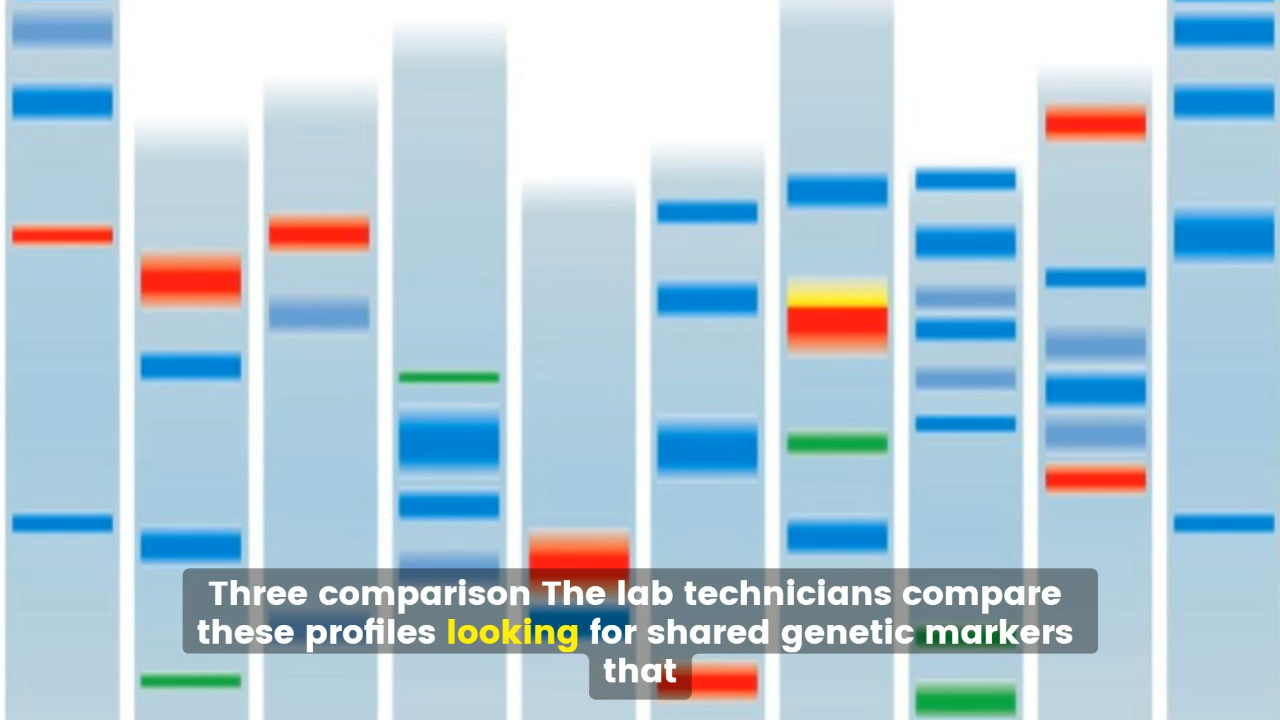 Three comparison The lab technicians compare
these profiles looking for shared genetic markers
that